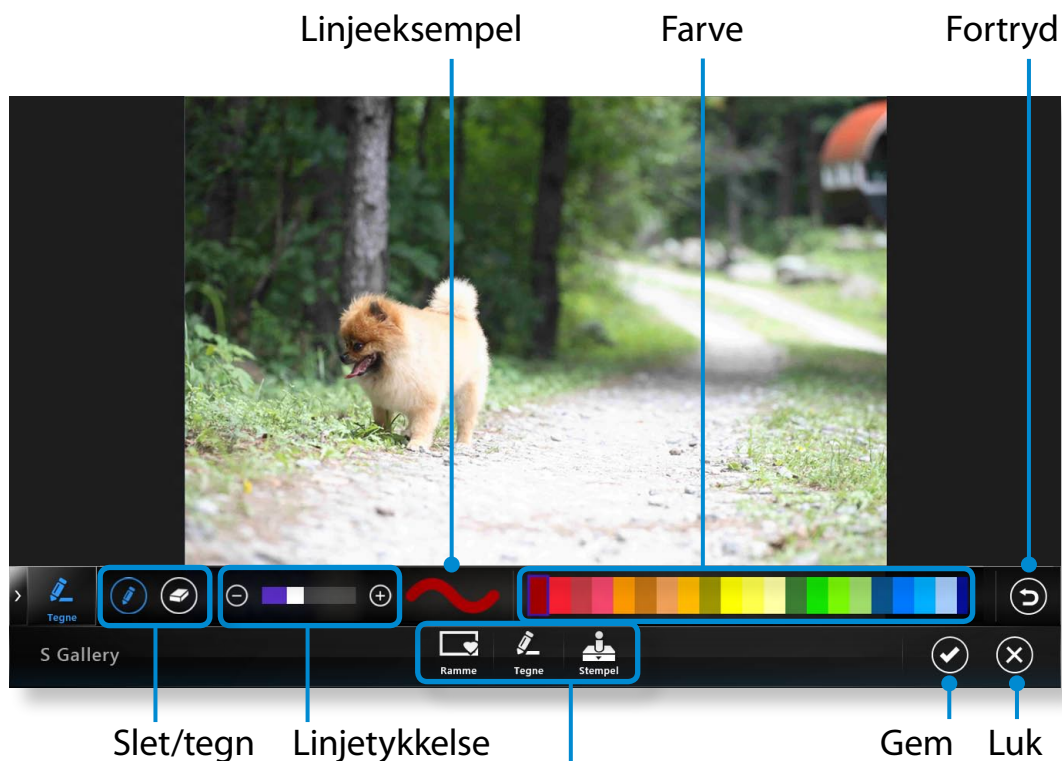 Linjeeksempel Farve Fortryd
Tegne
S Gallery Ramme Tegne Stempel
Slet/tegn Linjetykkelse Gem Luk